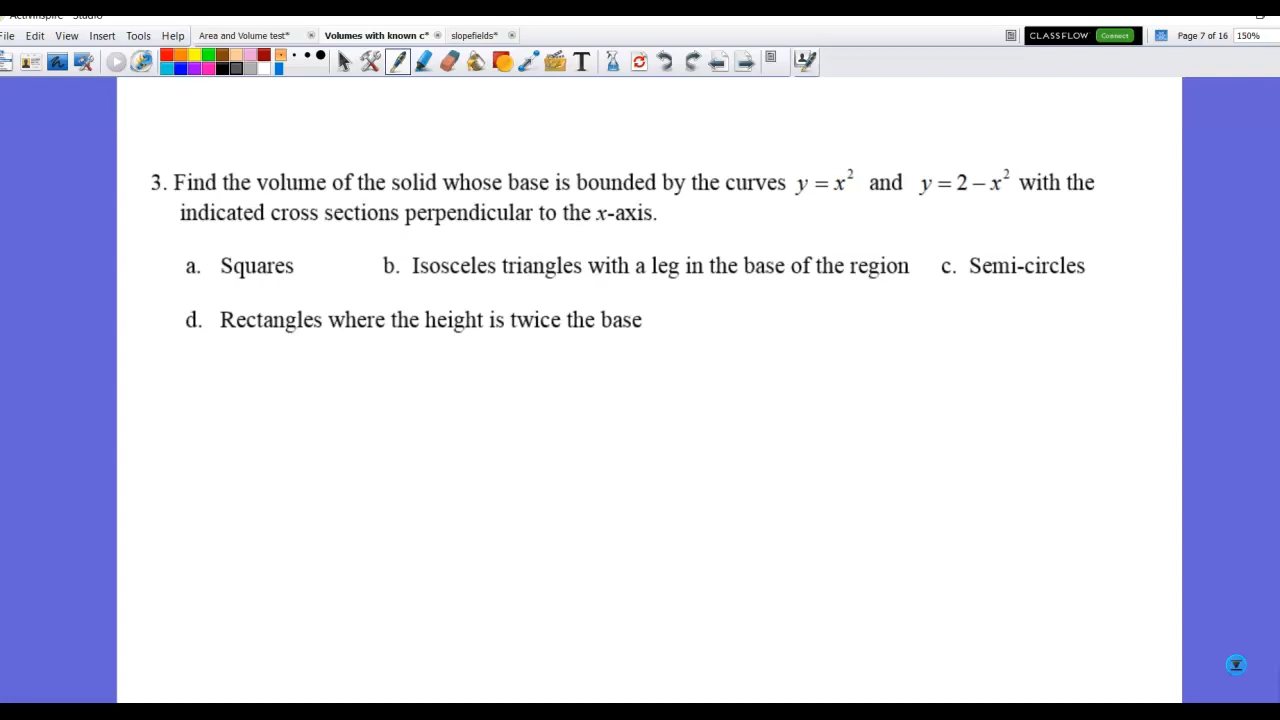 ActivInspire - Studio
File Edit View Insert Tools Help Area and Volume test* Volumes with known c* slopefields* CLASSFLOW Connect Page 7 of 16 150%
3. Find the volume of the solid whose base is bounded by the curves y = x² and y = 2 − x² with the
indicated cross sections perpendicular to the x-axis.
a. Squares b. Isosceles triangles with a leg in the base of the region c. Semi-circles
d. Rectangles where the height is twice the base